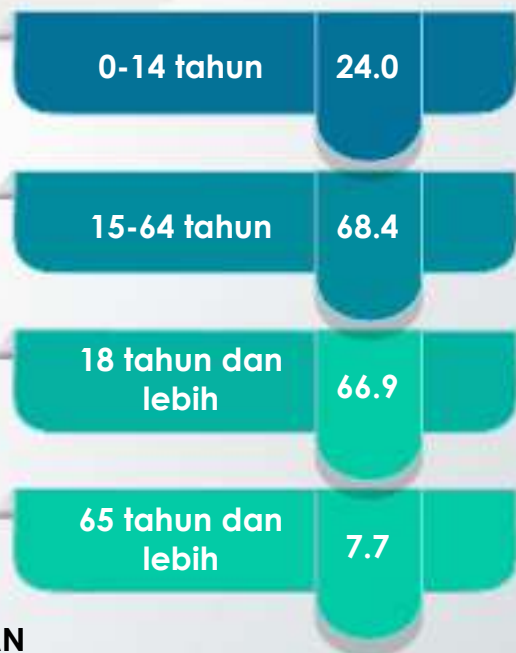 0-14 tahun 24.0
15-64 tahun 68.4
18 tahun dan
lebih
66.9
65 tahun dan
lebih
7.7
AN